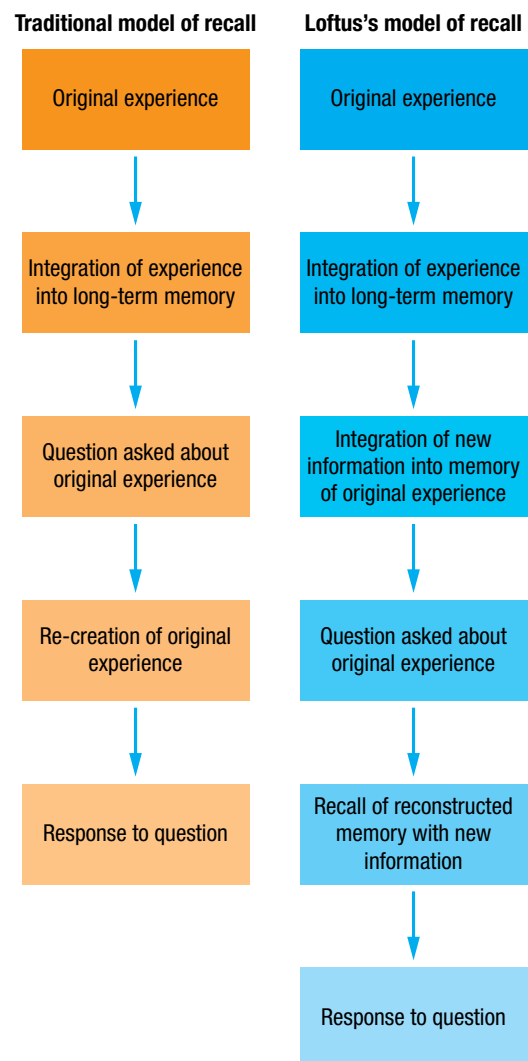 Traditional model of recall
Original experience
Integration of experience
into long-term memory
Question asked about
original experience
Re-creation of original
experience
Response to question
Loftus’s model of recall
Original experience
Integration of experience
into long-term memory
Integration of new
information into memory
of original experience
Question asked about
original experience
Recall of reconstructed
memory with new
information
Response to question